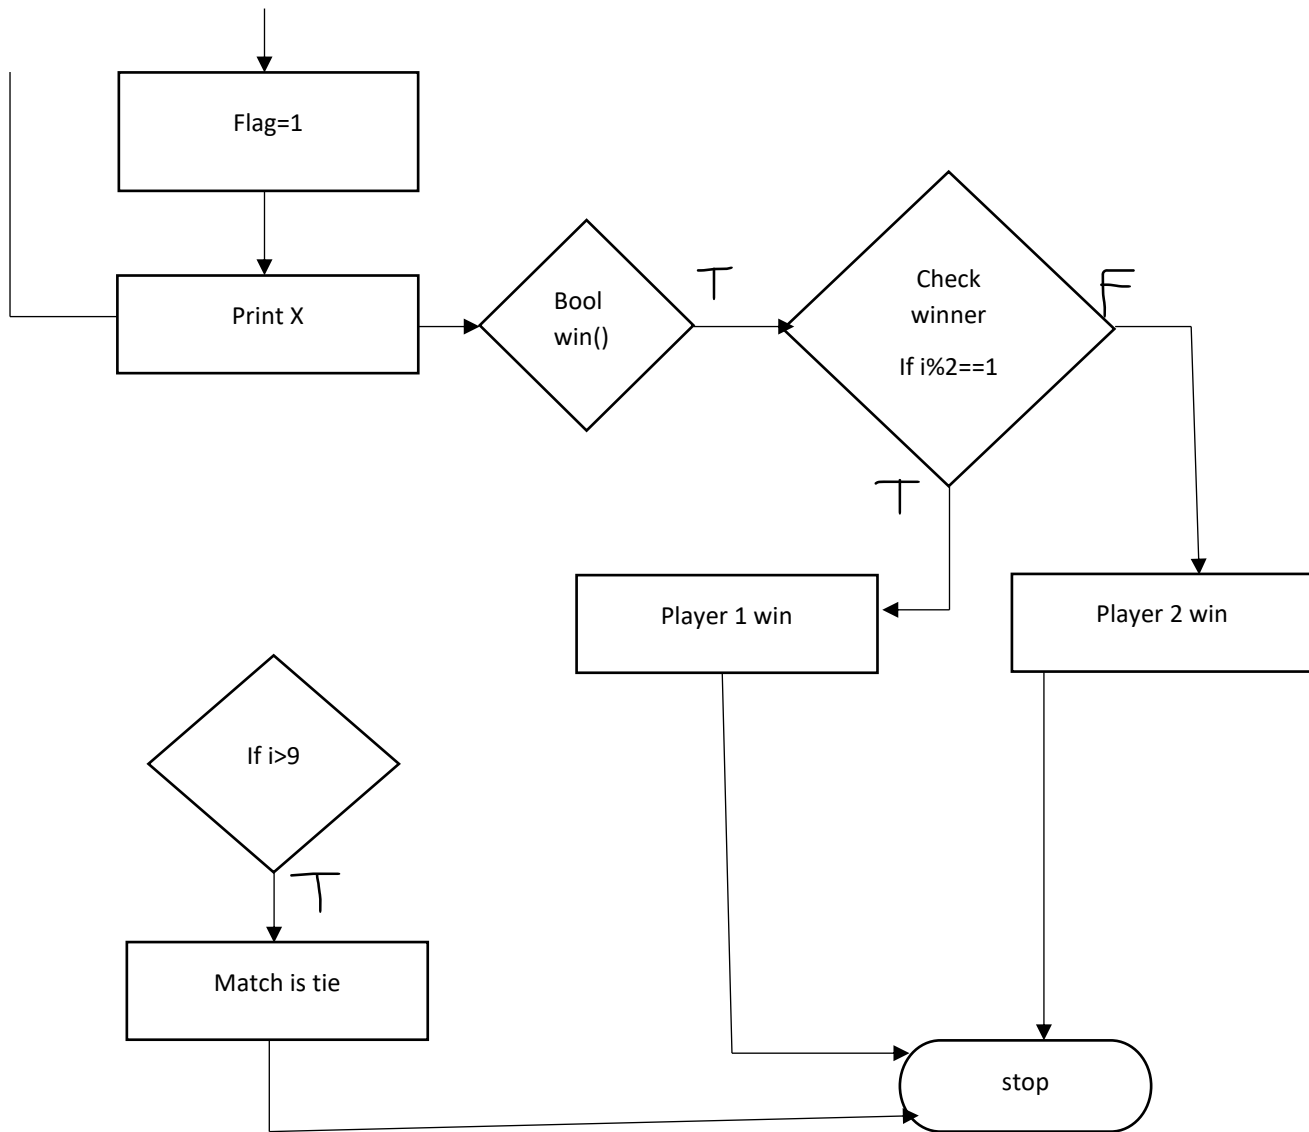 Flag=1
Print X
Bool
win()
T
Check
winner
If i%2==1
F
T
Player 1 win
Player 2 win
If i>9
T
Match is tie
stop